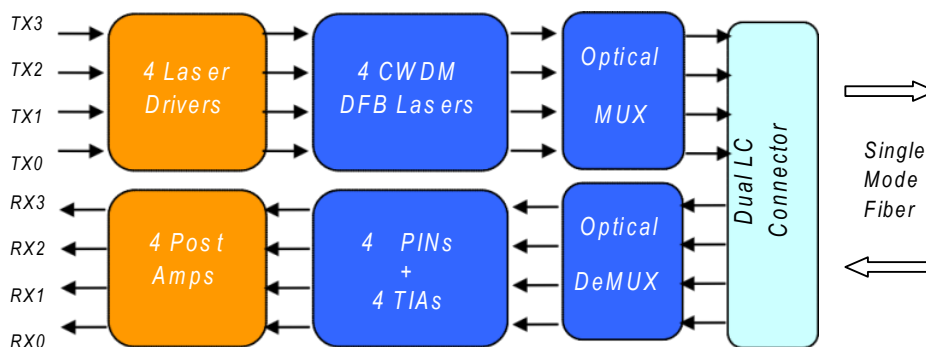 TX3
TX2
TX1
TX0
4 Laser
Drivers
4 CWDM
DFB Lasers
Optical
MUX
Dual LC
Connector
Single
Mode
Fiber
RX3
RX2
RX1
RX0
4 Post
Amps
4 PINs
+
4 TIAs
Optical
DeMUX